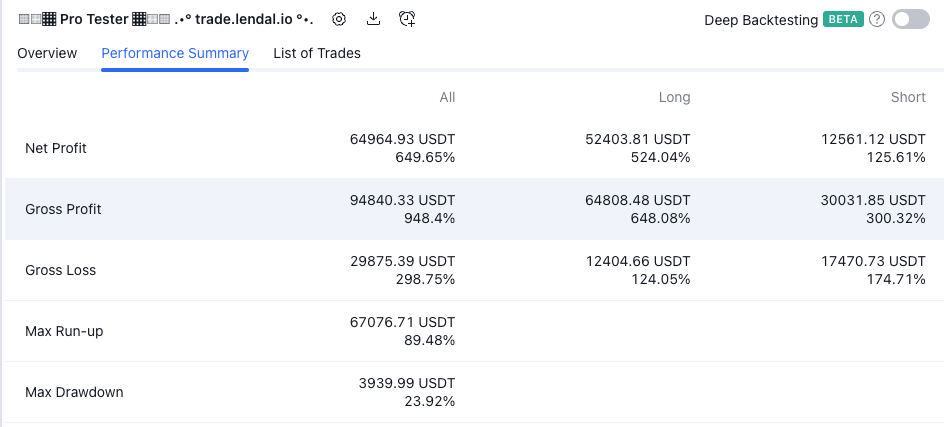 ▥▥▦ Pro Tester ▦▥▥ .•° trade.lendal.io °•.
Deep Backtesting BETA ?
Overview Performance Summary List of Trades
All Long Short
Net Profit 64964.93 USDT 52403.81 USDT 12561.12 USDT
649.65% 524.04% 125.61%
Gross Profit 94840.33 USDT 64808.48 USDT 30031.85 USDT
948.4% 648.08% 300.32%
Gross Loss 29875.39 USDT 12404.66 USDT 17470.73 USDT
298.75% 124.05% 174.71%
Max Run-up 67076.71 USDT
89.48%
Max Drawdown 3939.99 USDT
23.92%